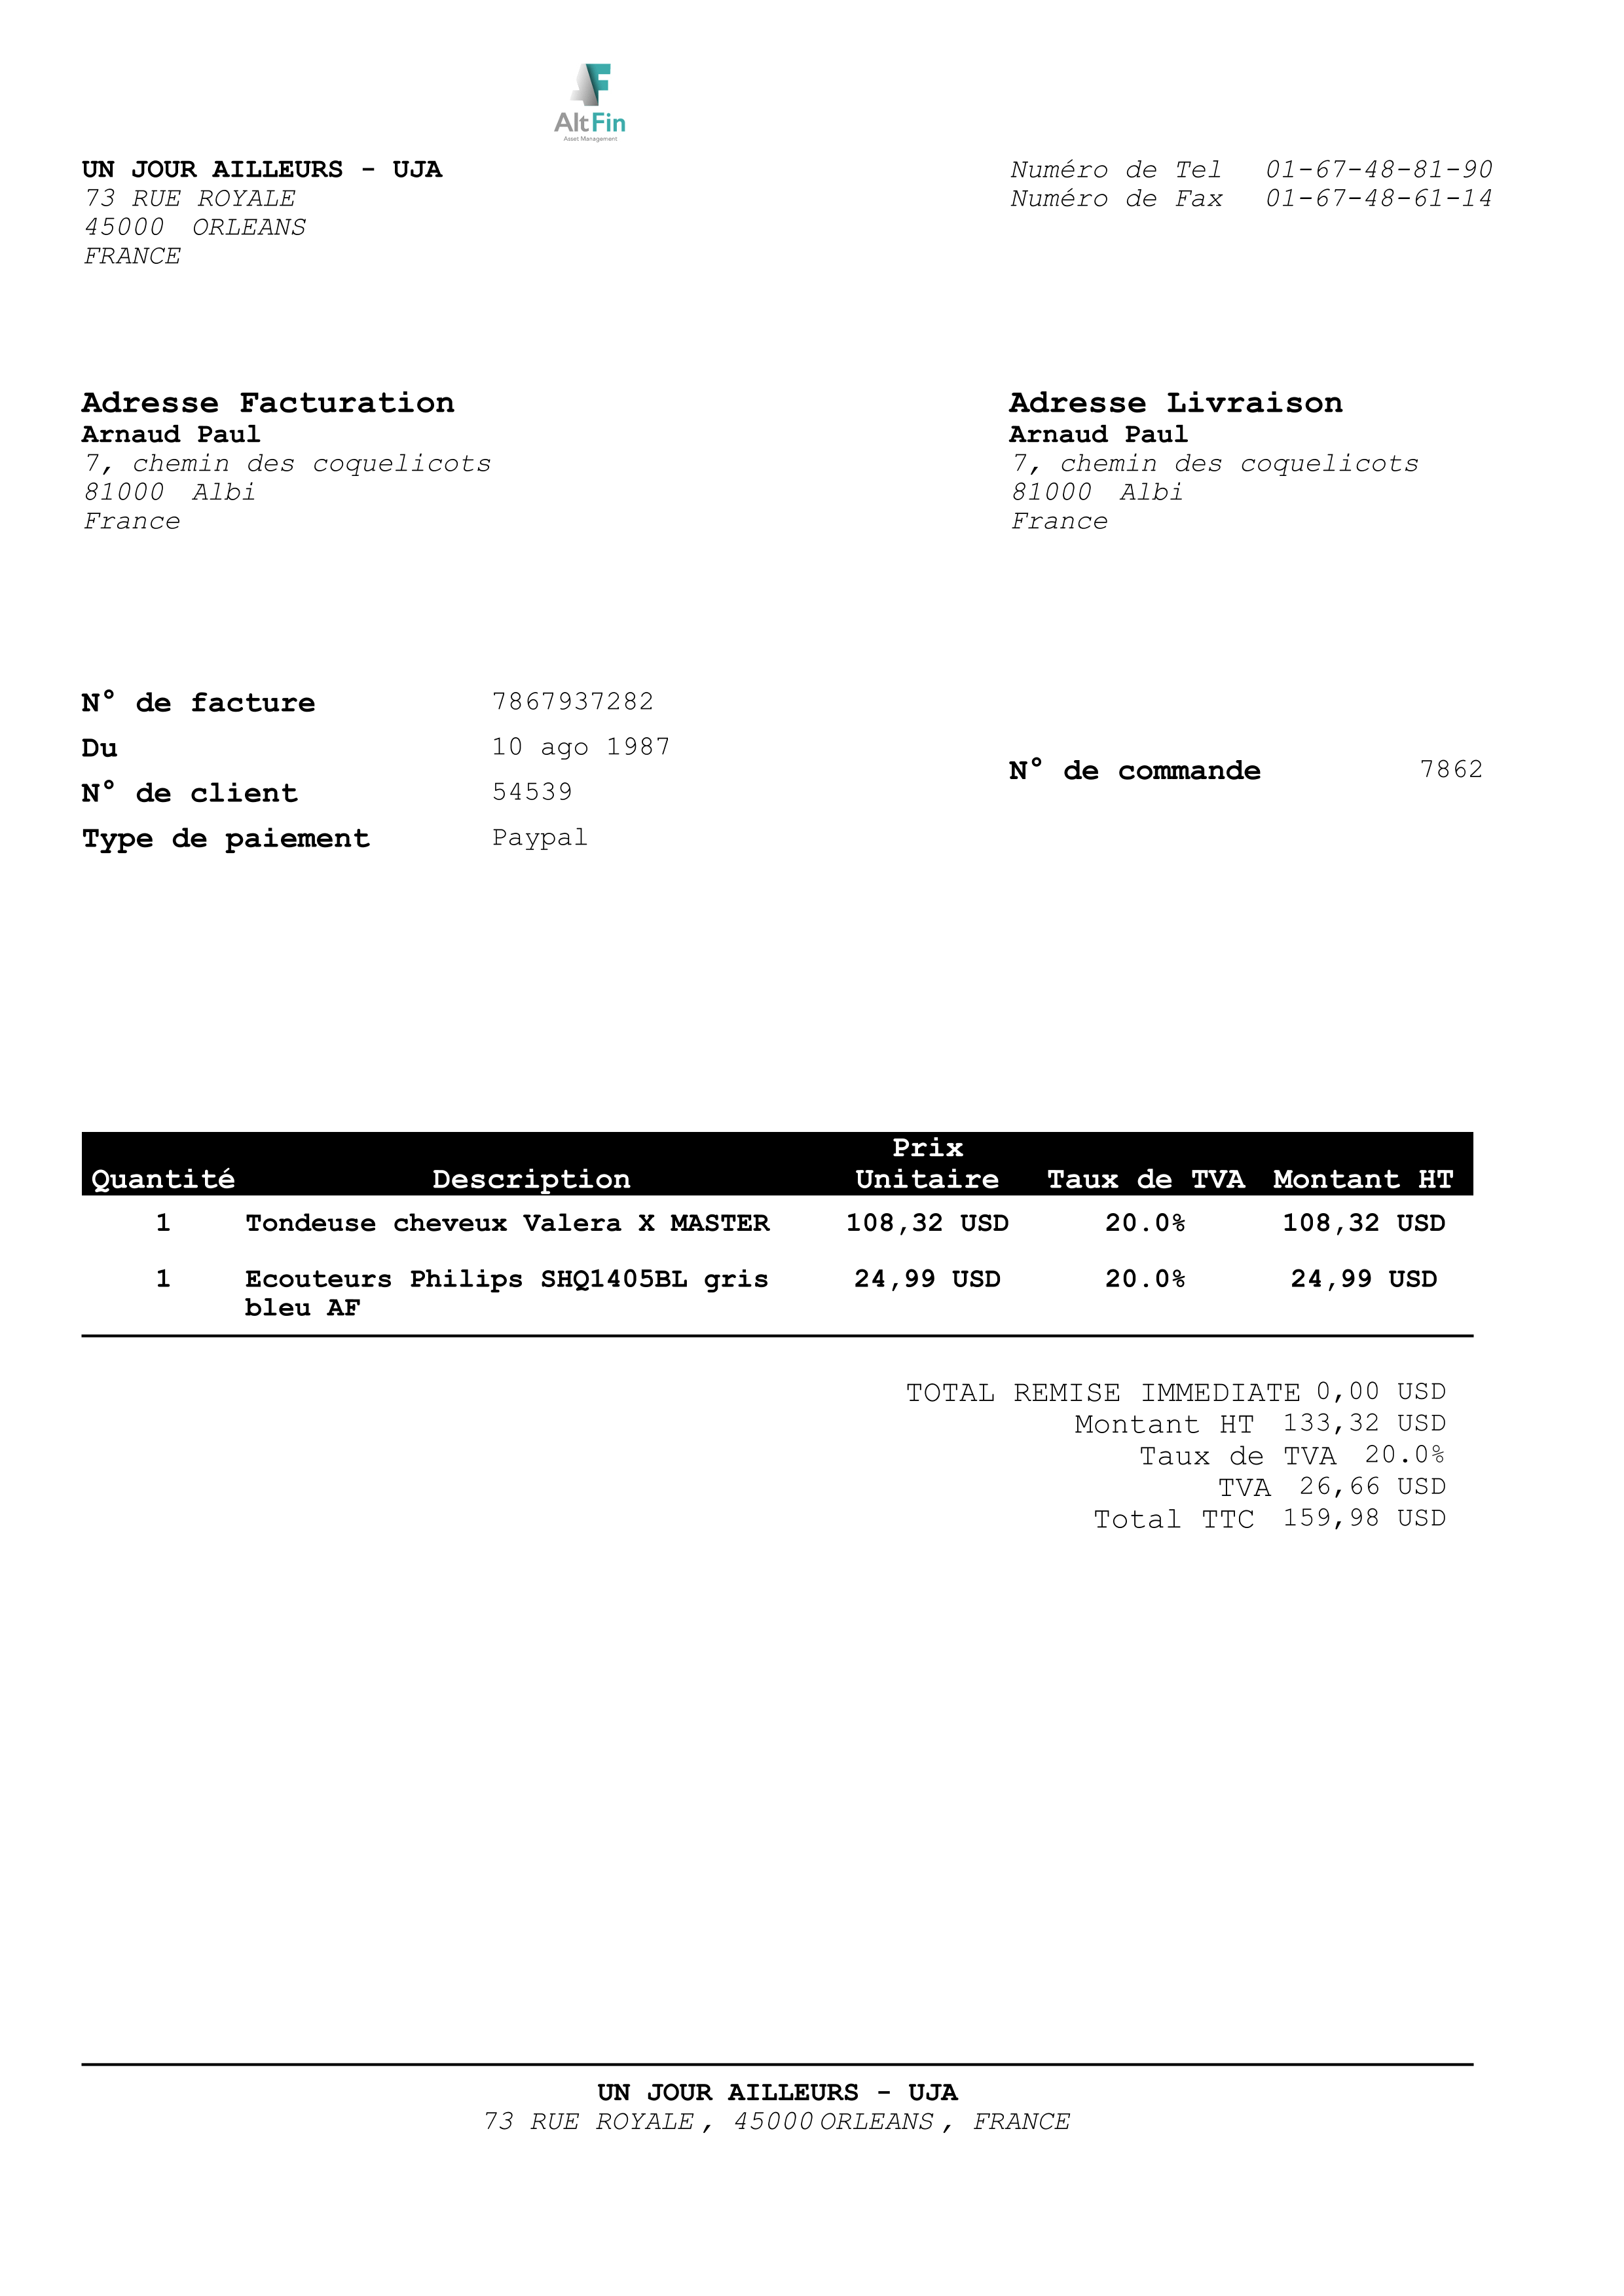 AF
AltFin
Asset Management
UN JOUR AILLEURS - UJA
73 RUE ROYALE
45000 ORLEANS
FRANCE
Numéro de Tel 01-67-48-81-90
Numéro de Fax 01-67-48-61-14
Adresse Facturation
Arnaud Paul
7, chemin des coquelicots
81000 Albi
France
Adresse Livraison
Arnaud Paul
7, chemin des coquelicots
81000 Albi
France
N° de facture 7867937282
Du 10 ago 1987
N° de client 54539
Type de paiement Paypal
N° de commande 7862
Quantité Description Prix Unitaire Taux de TVA Montant HT
1 Tondeuse cheveux Valera X MASTER 108,32 USD 20.0% 108,32 USD
1 Ecouteurs Philips SHQ1405BL gris 24,99 USD 20.0% 24,99 USD
bleu AF
TOTAL REMISE IMMEDIATE 0,00 USD
Montant HT 133,32 USD
Taux de TVA 20.0%
TVA 26,66 USD
Total TTC 159,98 USD
UN JOUR AILLEURS - UJA
73 RUE ROYALE , 45000 ORLEANS , FRANCE